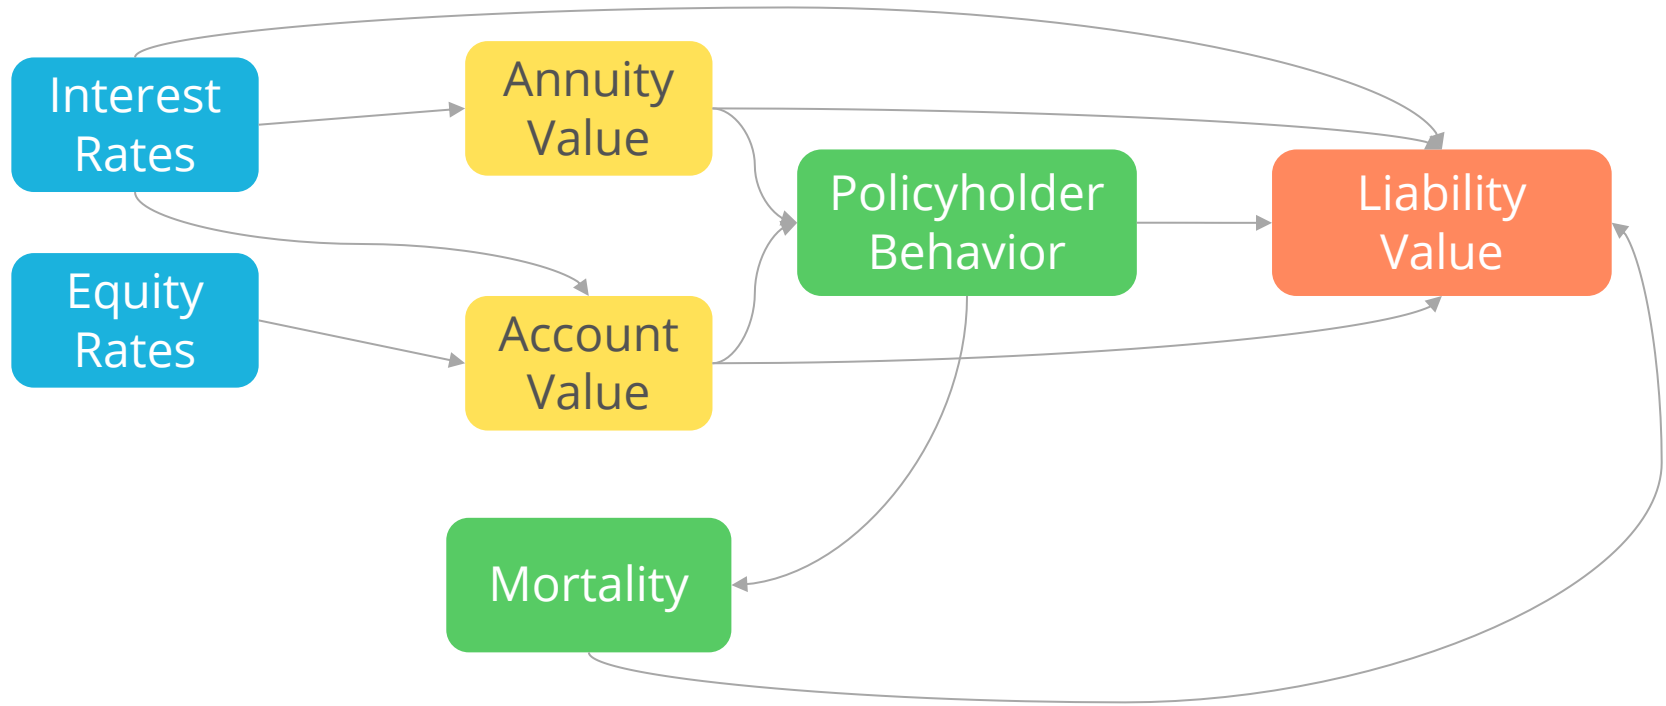 Interest
Rates
Annuity
Value
Policyholder
Behavior
Liability
Value
Equity
Rates
Account
Value
Mortality